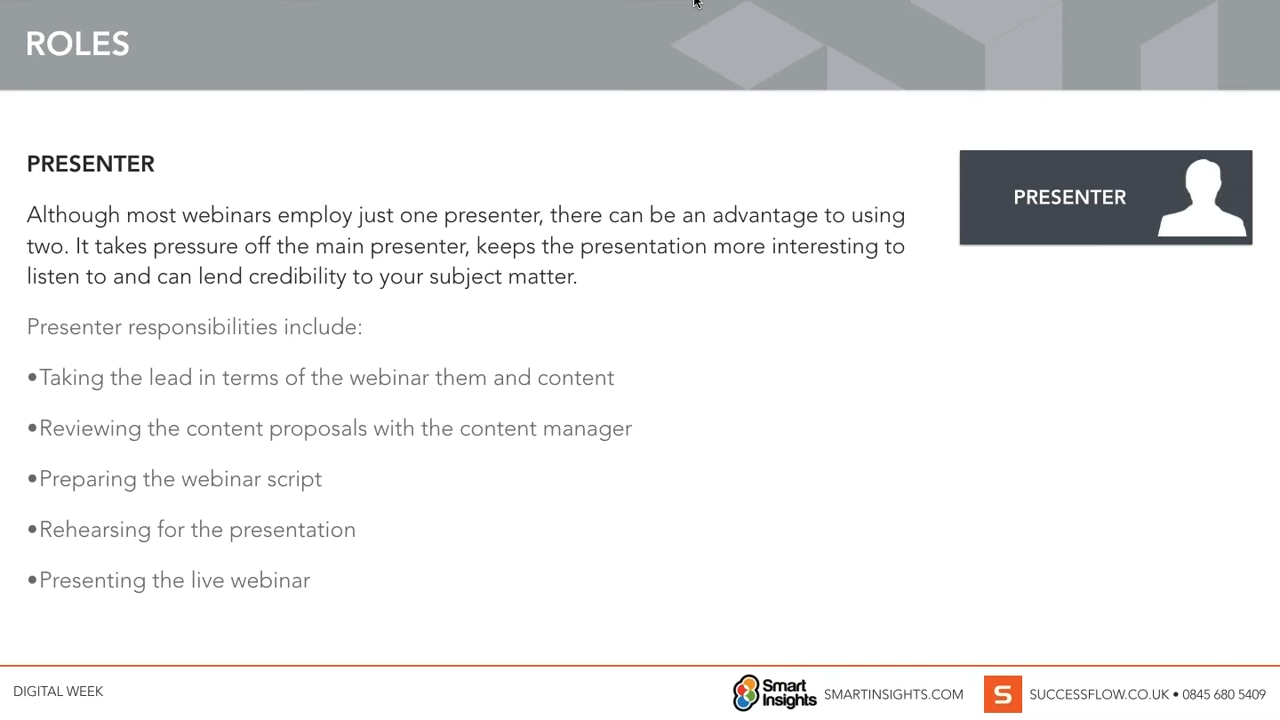 ROLES
PRESENTER
PRESENTER
Although most webinars employ just one presenter, there can be an advantage to using
two. It takes pressure off the main presenter, keeps the presentation more interesting to
listen to and can lend credibility to your subject matter.
Presenter responsibilities include:
•Taking the lead in terms of the webinar them and content
•Reviewing the content proposals with the content manager
•Preparing the webinar script
•Rehearsing for the presentation
•Presenting the live webinar
DIGITAL WEEK
Smart
Insights
SMARTINSIGHTS.COM
S
SUCCESSFLOW.CO.UK • 0845 680 5409